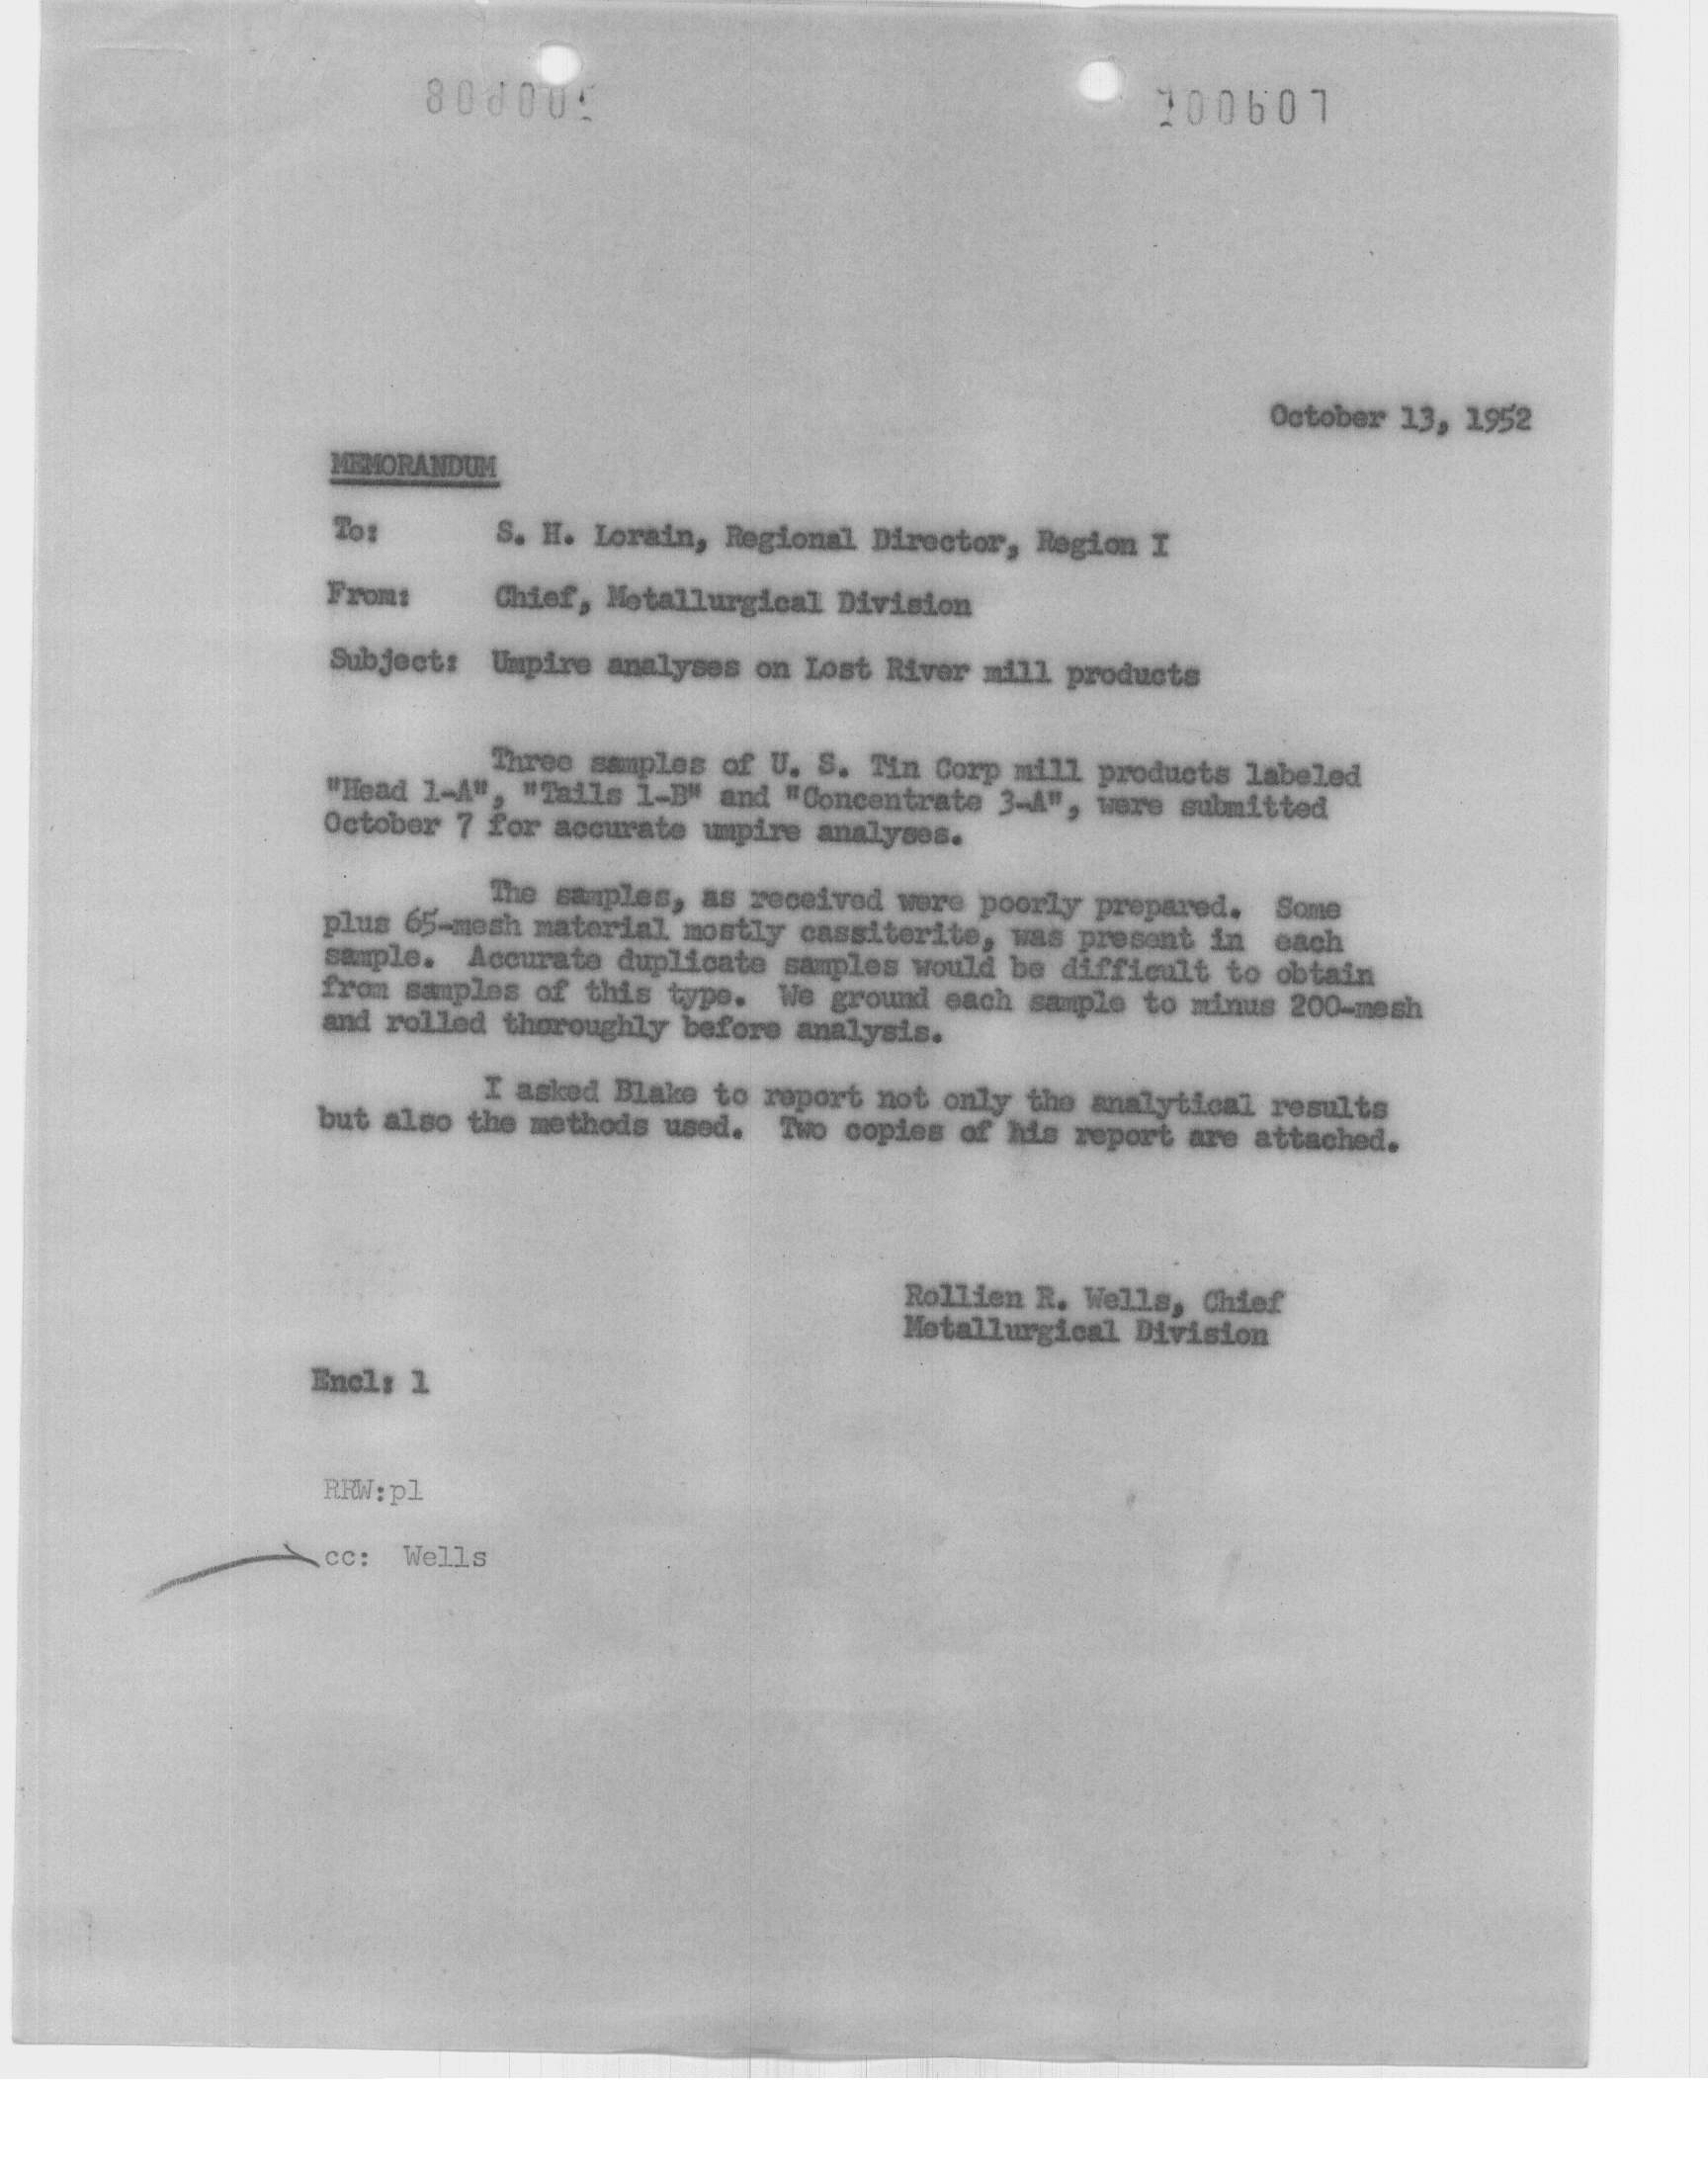 October 13, 1952
MEMORANDUM
To: S. H. Lorain, Regional Director, Region I
From: Chief, Metallurgical Division
Subject: Umpire analyses on Lost River mill products
Three samples of U. S. Tin Corp mill products labeled
"Head 1-A", "Tails 1-B" and "Concentrate 3-A", were submitted
October 7 for accurate umpire analyses.
The samples, as received were poorly prepared. Some
plus 65-mesh material mostly cassiterite, was present in each
sample. Accurate duplicate samples would be difficult to obtain
from samples of this type. We ground each sample to minus 200-mesh
and rolled thoroughly before analysis.
I asked Blake to report not only the analytical results
but also the methods used. Two copies of his report are attached.
Rollien R. Wells, Chief
Metallurgical Division
Encl: 1
RRW:pl
cc: Wells